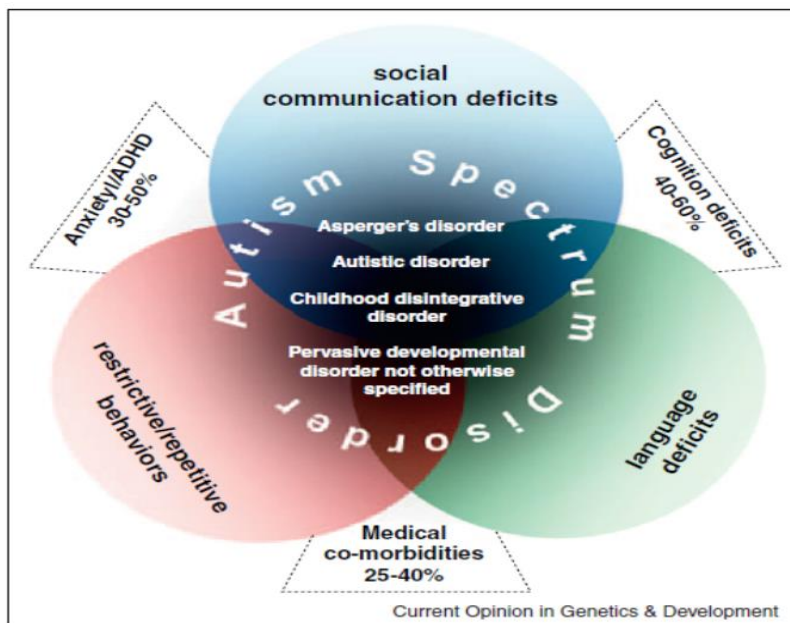 social
communication deficits
Anxietyl/ADHD
30-50%
Cognition deficits
40-60%
Autism Spectrum Disorder
Asperger's disorder
Autistic disorder
Childhood disintegrative
disorder
Pervasive developmental
disorder not otherwise
specified
restrictive/repetitive
behaviors
language
deficits
Medical
co-morbidities
25-40%
Current Opinion in Genetics & Development